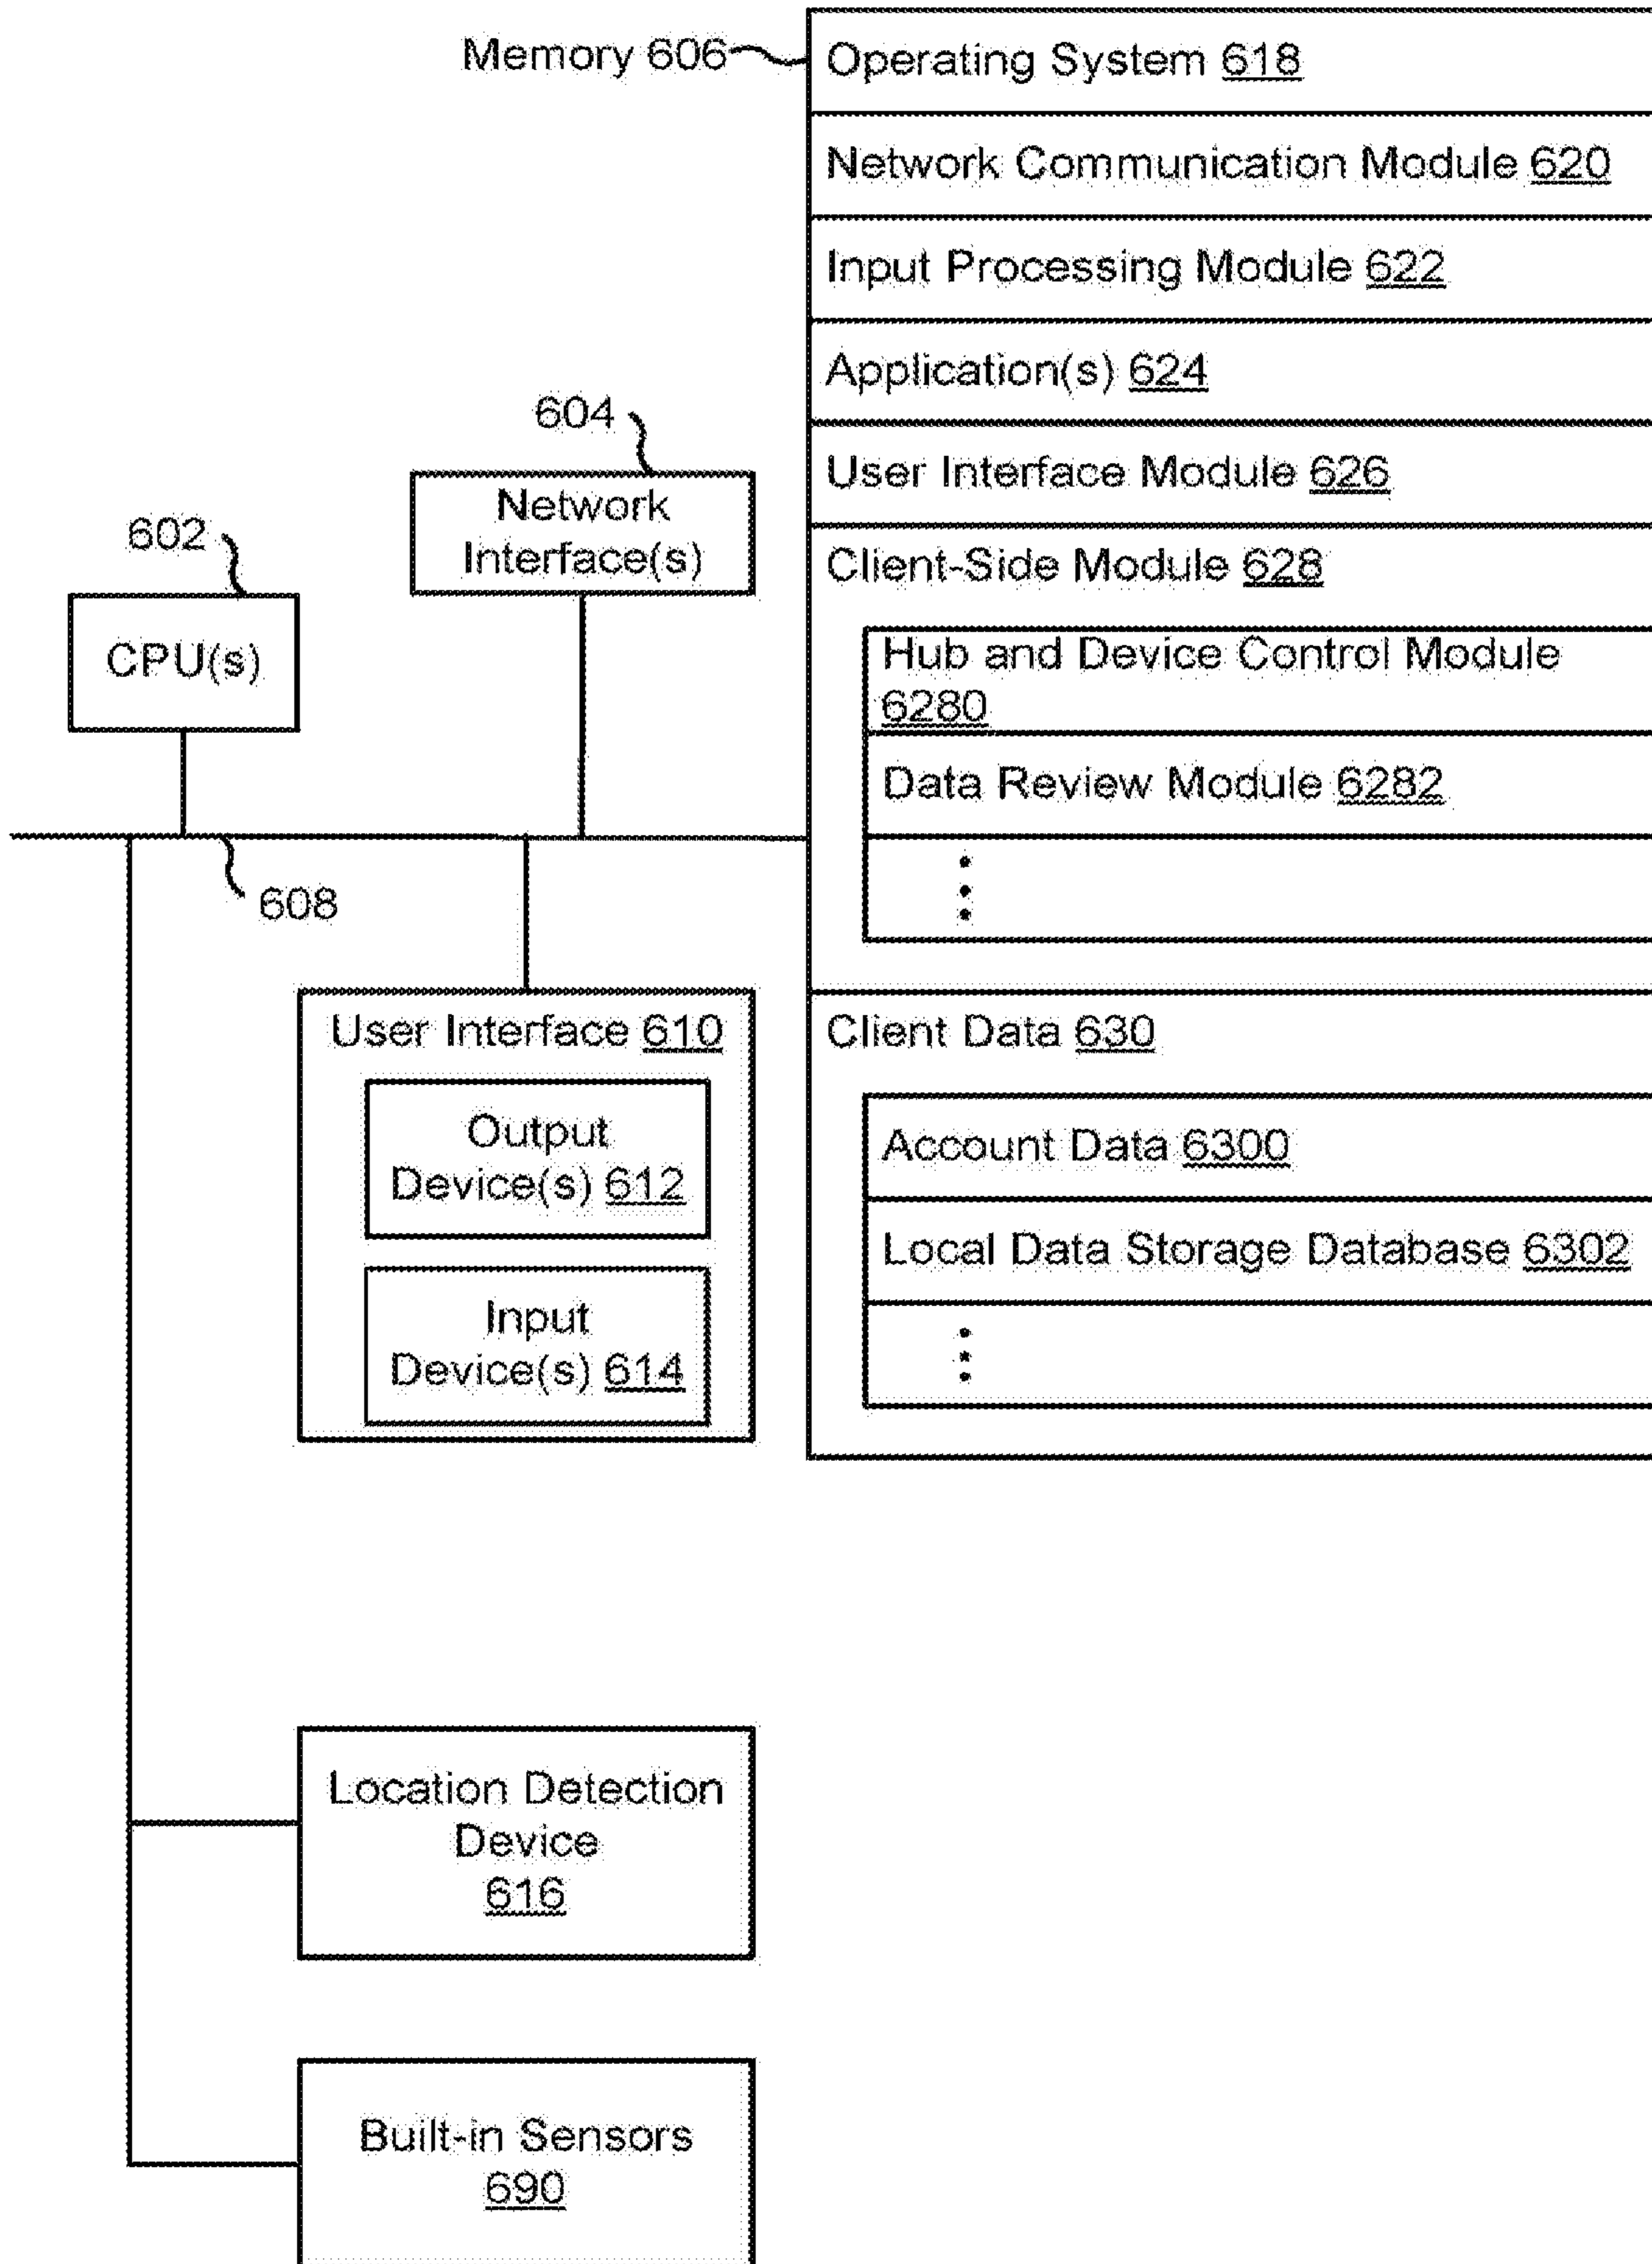 Memory 606
Operating System 618
Network Communication Module 620
Input Processing Module 622
Application(s) 624
User Interface Module 626
Client-Side Module 628
Hub and Device Control Module
6280
Data Review Module 6282
Client Data 630
Account Data 6300
Local Data Storage Database 6302
604
Network
Interface(s)
602
CPU(s)
608
User Interface 610
Output
Device(s) 612
Input
Device(s) 614
Location Detection
Device
616
Built-in Sensors
690